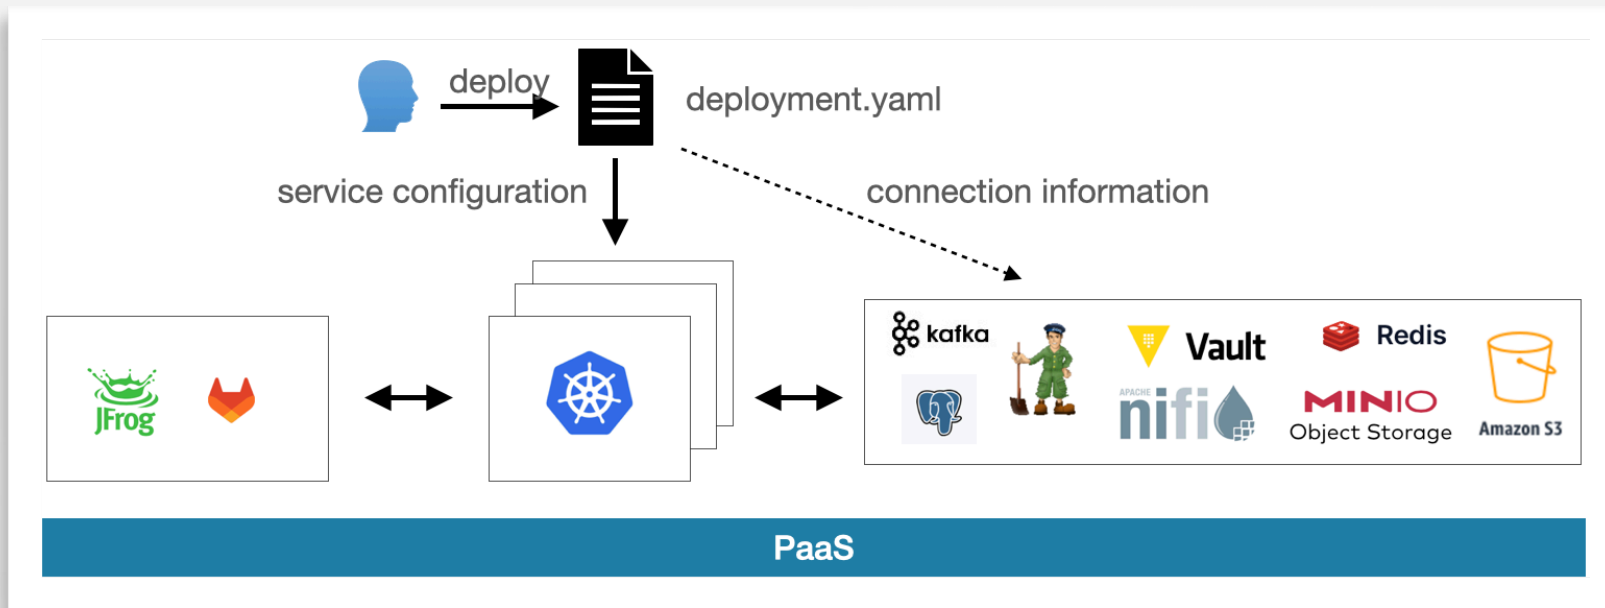 deploy
deployment.yaml
service configuration
connection information
JFrog
kafka
Vault
Redis
APACHE
nifi
MINIO
Object Storage
Amazon S3
PaaS